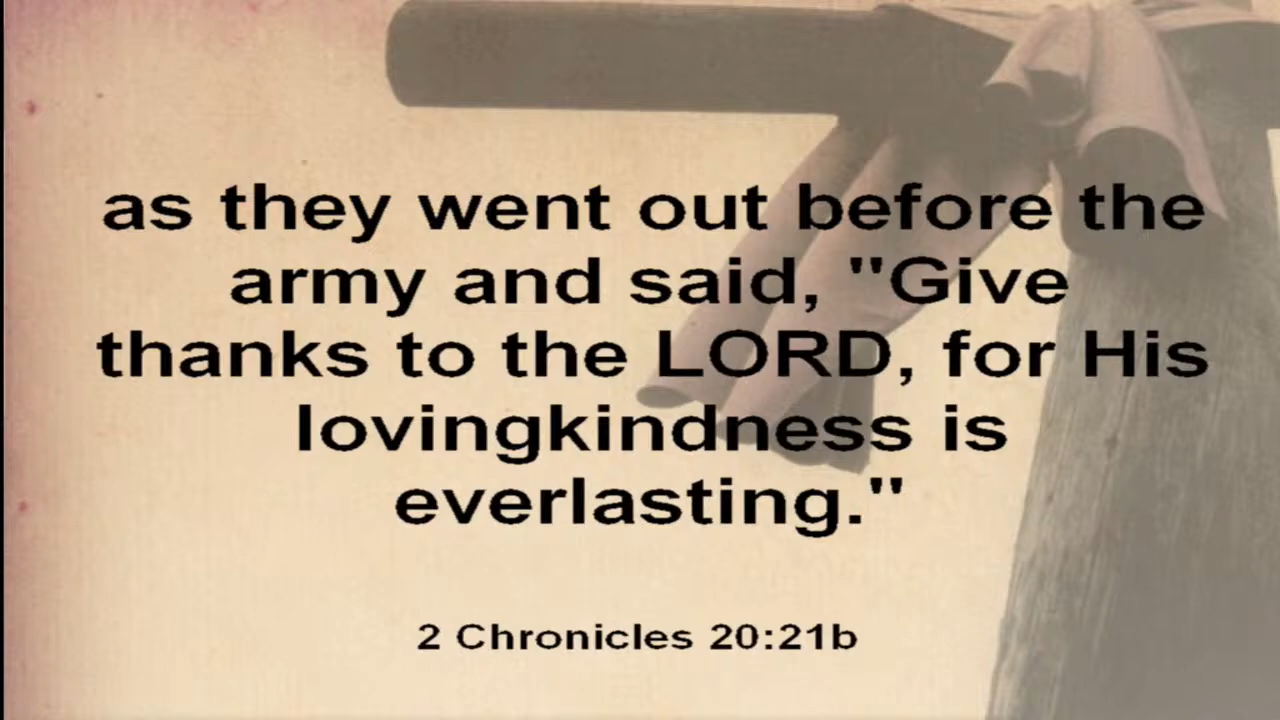 as they went out before the
army and said, "Give
thanks to the LORD, for His
lovingkindness is
everlasting."
2 Chronicles 20:21b